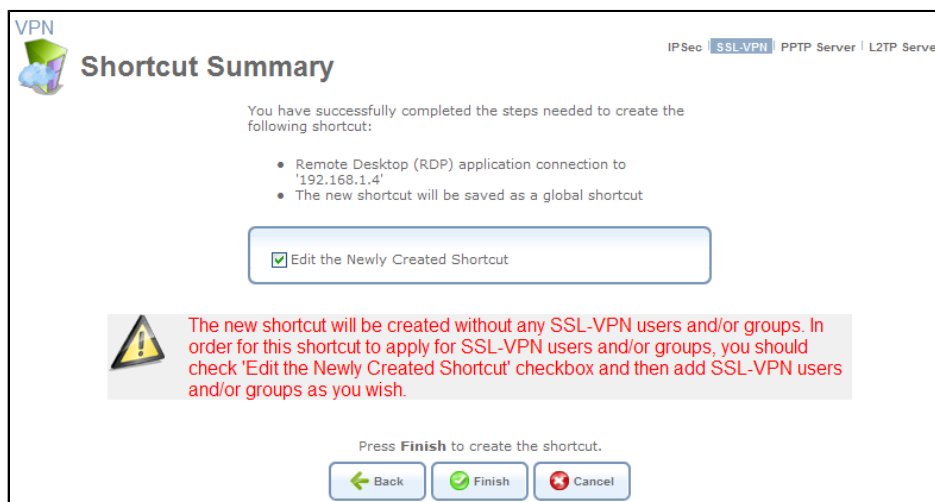 VPN
IPSec | SSL-VPN | PPTP Server | L2TP Serve
Shortcut Summary
You have successfully completed the steps needed to create the
following shortcut:
• Remote Desktop (RDP) application connection to
'192.168.1.4'
• The new shortcut will be saved as a global shortcut
Edit the Newly Created Shortcut
The new shortcut will be created without any SSL-VPN users and/or groups. In
order for this shortcut to apply for SSL-VPN users and/or groups, you should
check 'Edit the Newly Created Shortcut' checkbox and then add SSL-VPN users
and/or groups as you wish.
Press Finish to create the shortcut.
Back Finish Cancel